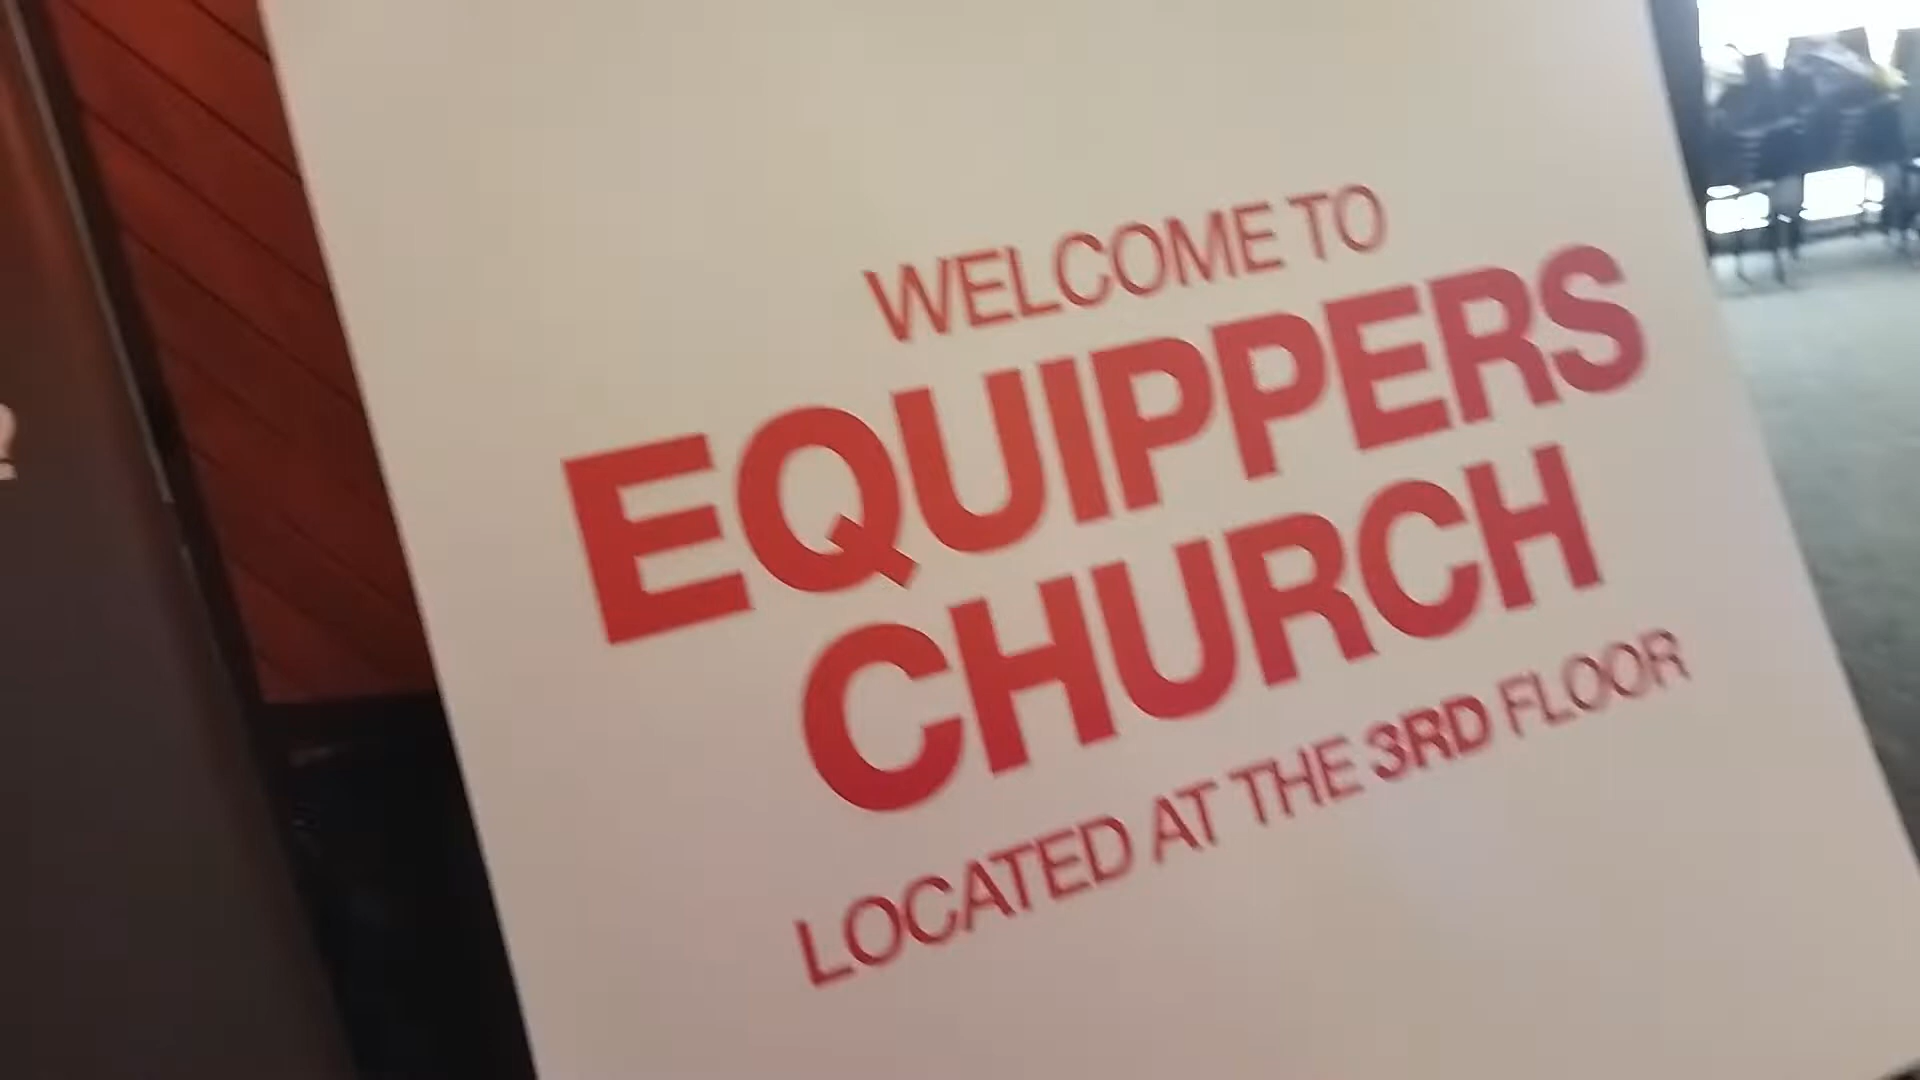 WELCOME TO
EQUIPPERS
CHURCH
LOCATED AT THE 3RD FLOOR